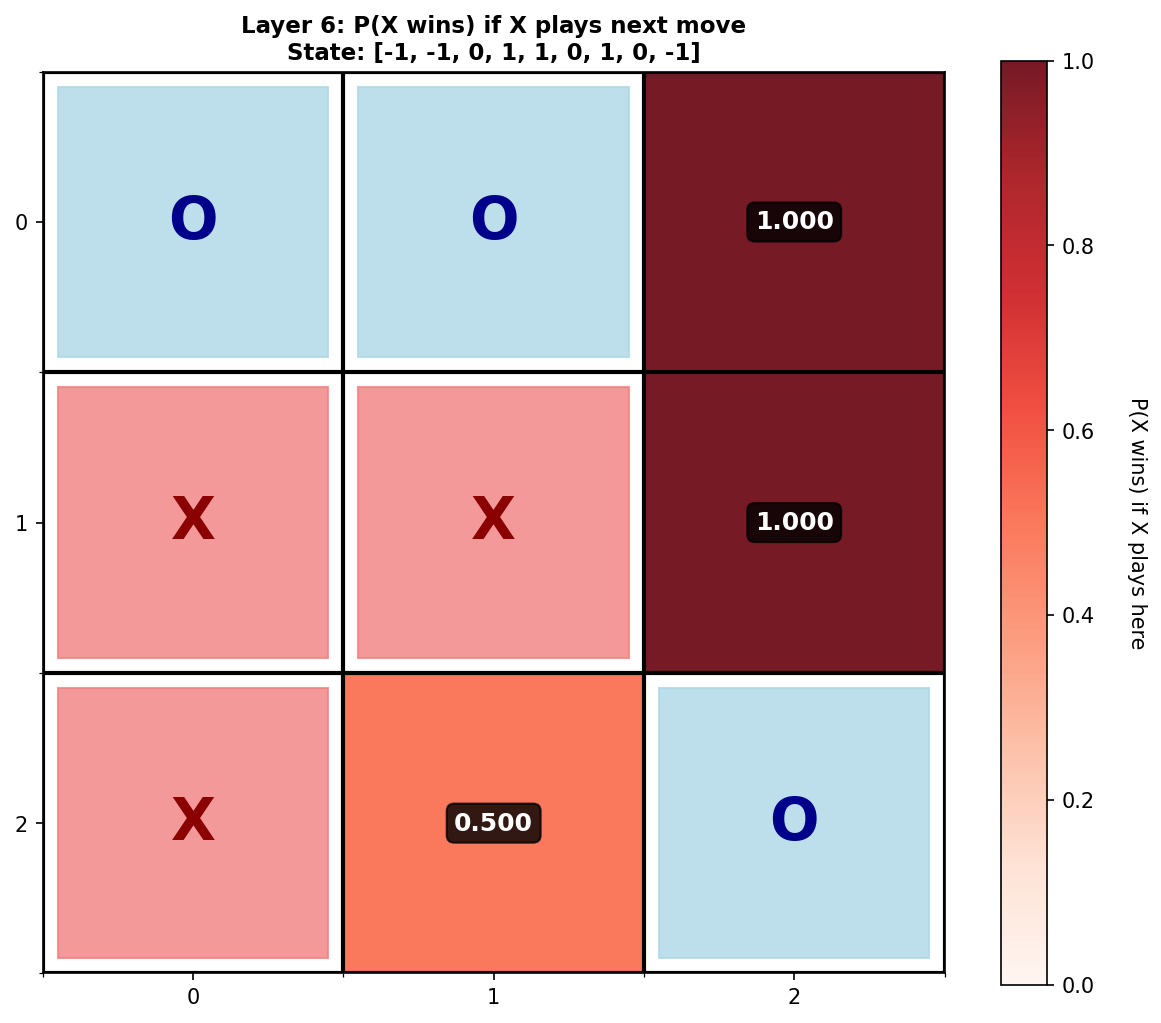 Layer 6: P(X wins) if X plays next move
State: [-1, -1, 0, 1, 1, 0, 1, 0, -1]
0
O
O
1.000
1
X
X
1.000
2
X
0.500
O
0
1
2
1.0
0.8
0.6
0.4
0.2
0.0
P(X wins) if X plays here